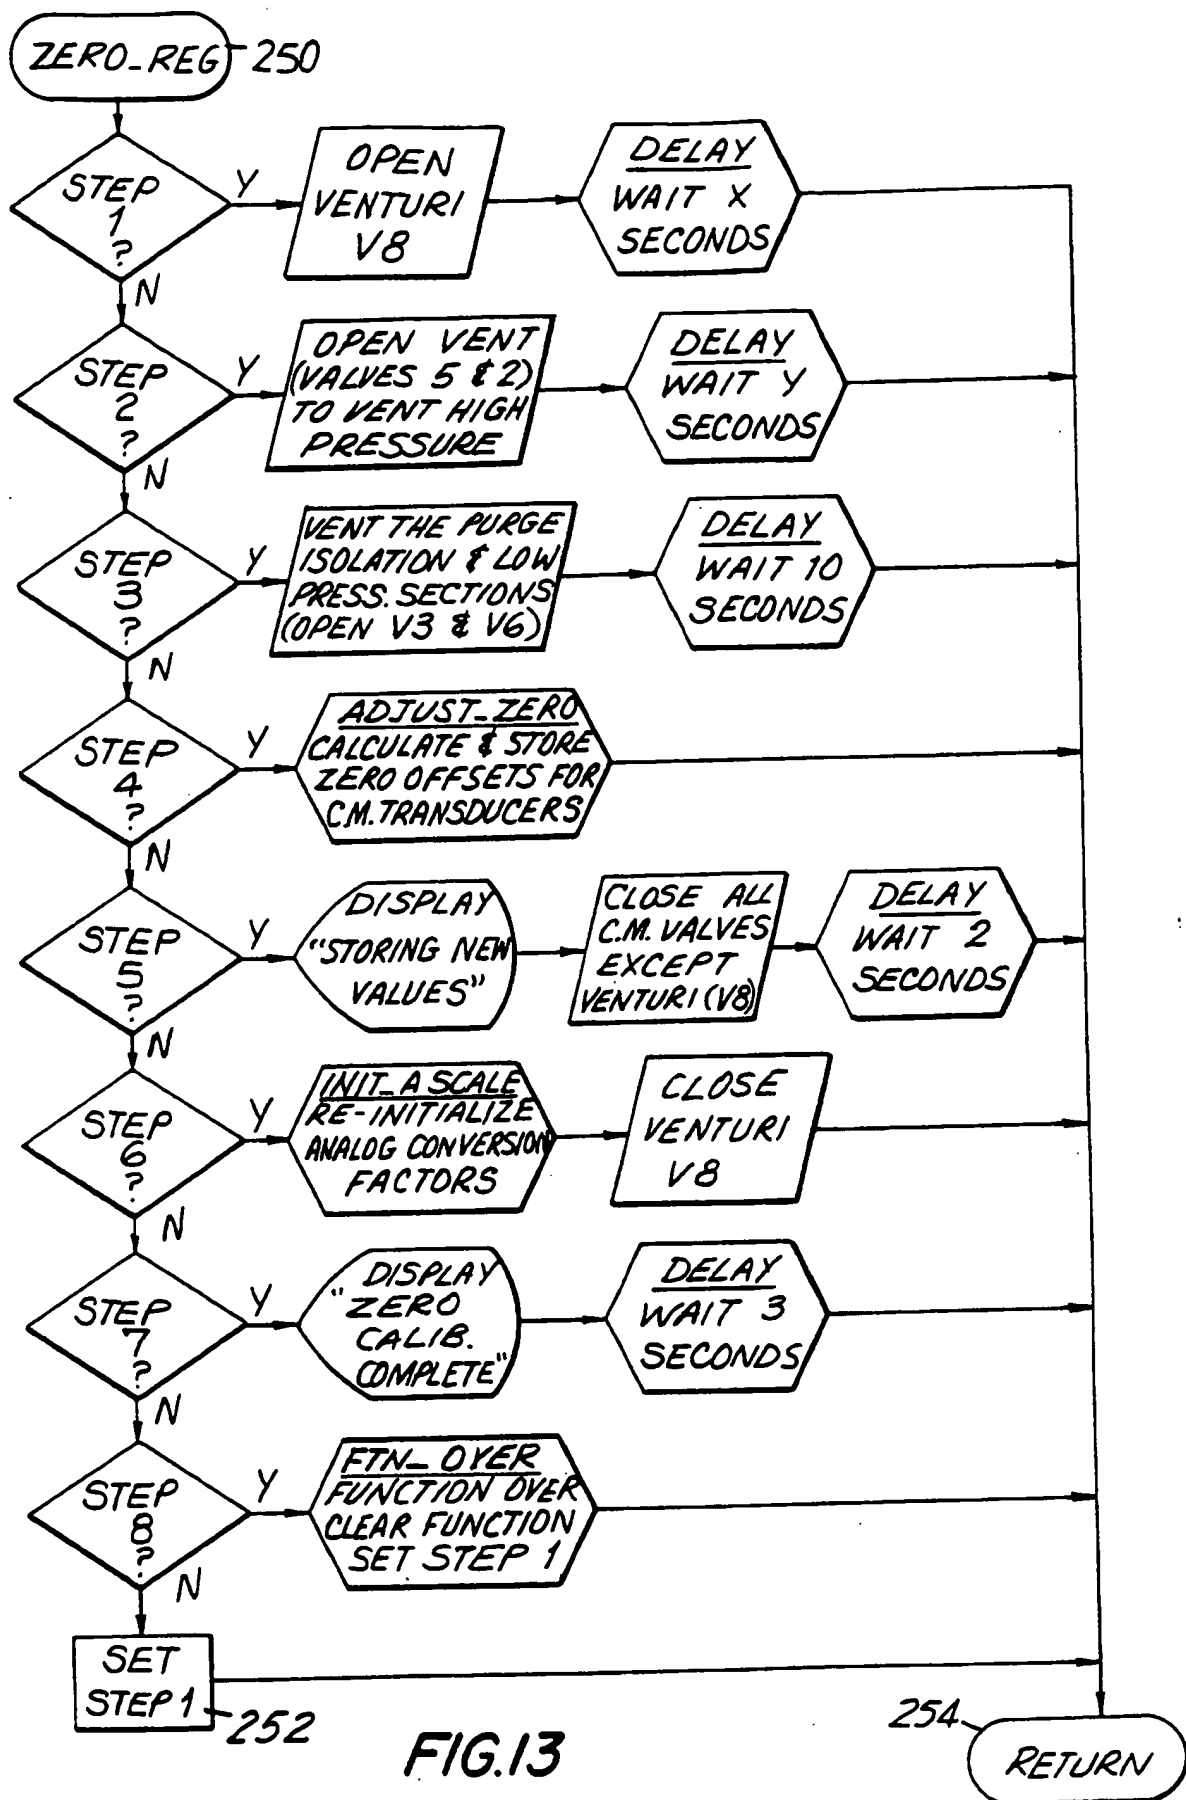 ZERO_REG 250
STEP
1
?
Y
N
OPEN
VENTURI
V8
DELAY
WAIT X
SECONDS
STEP
2
?
Y
N
OPEN VENT
(VALVES 5 & 2)
TO VENT HIGH
PRESSURE
DELAY
WAIT Y
SECONDS
STEP
3
?
Y
N
VENT THE PURGE
ISOLATION & LOW
PRESS. SECTIONS
(OPEN V3 & V6)
DELAY
WAIT 10
SECONDS
STEP
4
?
Y
N
ADJUST_ZERO
CALCULATE & STORE
ZERO OFFSETS FOR
C.M. TRANSDUCERS
STEP
5
?
Y
N
DISPLAY
"STORING NEW
VALUES"
CLOSE ALL
C.M. VALVES
EXCEPT
VENTURI (V8)
DELAY
WAIT 2
SECONDS
STEP
6
?
Y
N
INIT_A SCALE
RE-INITIALIZE
ANALOG CONVERSION
FACTORS
CLOSE
VENTURI
V8
STEP
7
?
Y
N
DISPLAY
"ZERO
CALIB.
COMPLETE"
DELAY
WAIT 3
SECONDS
STEP
8
?
Y
N
FTN_OVER
FUNCTION OVER
CLEAR FUNCTION
SET STEP 1
SET
STEP 1
252
254
RETURN
FIG.13